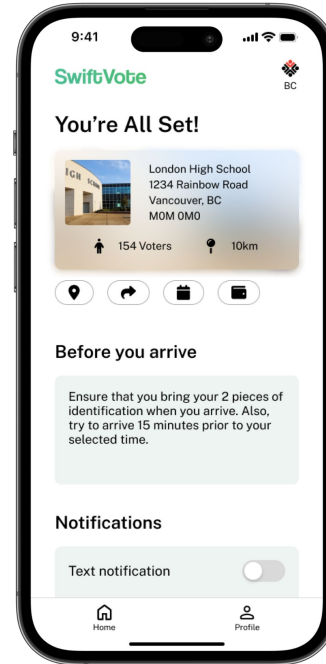 9:41
SwiftVote
BC
You're All Set!
IGH SCHOOL
London High School
1234 Rainbow Road
Vancouver, BC
M0M 0M0
154 Voters
10km
Before you arrive
Ensure that you bring your 2 pieces of
identification when you arrive. Also,
try to arrive 15 minutes prior to your
selected time.
Notifications
Text notification
Home
Profile